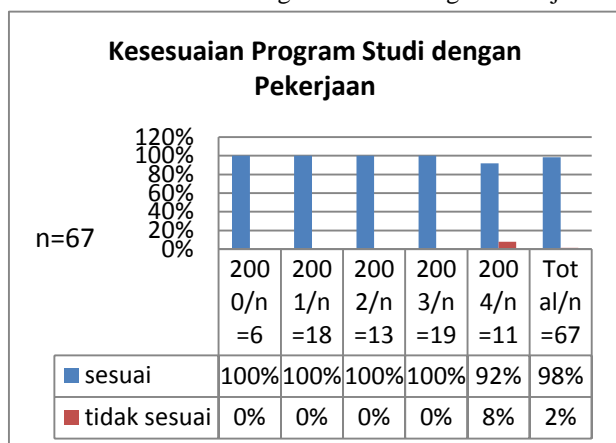 Kesesuaian Program Studi dengan
Pekerjaan
120%
100%
80%
60%
40%
20%
0%
n=67
200 200 200 200 200 Tot
0/n 1/n 2/n 3/n 4/n al/n
=6 =18 =13 =19 =11 =67
sesuai 100% 100% 100% 100% 92% 98%
tidak sesuai 0% 0% 0% 0% 8% 2%